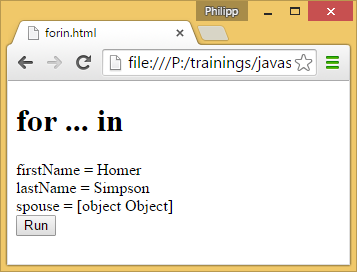 Philipp
forin.html
file:///P:/trainings/javas
for ... in
firstName = Homer
lastName = Simpson
spouse = [object Object]
Run